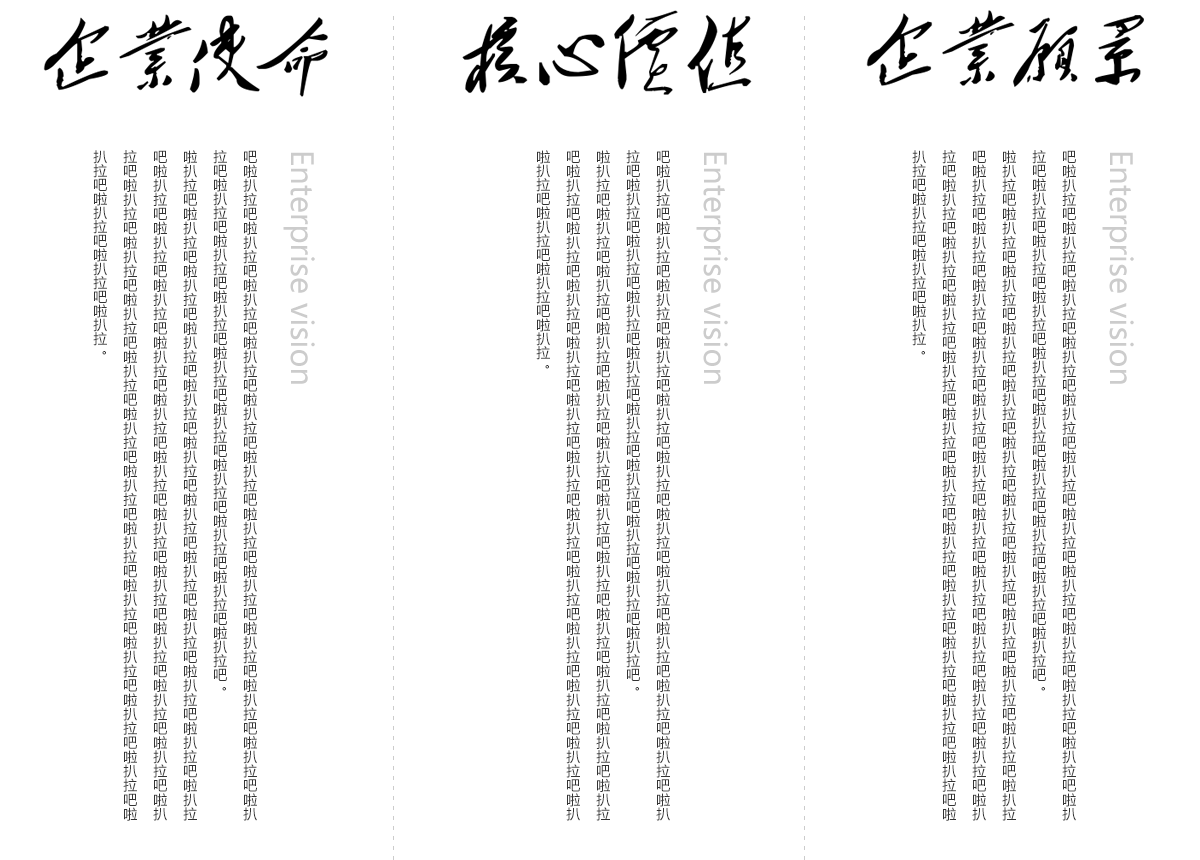 企業使命
Enterprise vision
吧啦扒拉吧啦扒拉吧啦扒拉吧啦扒拉吧啦扒拉吧啦扒拉吧啦扒拉吧啦扒拉吧啦扒拉吧啦扒拉吧啦扒拉吧啦扒
拉吧啦扒拉吧啦扒拉吧啦扒拉吧啦扒拉吧啦扒拉吧啦扒拉吧啦扒拉吧啦扒拉吧啦扒拉吧。
啦扒拉吧啦扒拉吧啦扒拉吧啦扒拉吧啦扒拉吧啦扒拉吧啦扒拉吧啦扒拉吧啦扒拉吧啦扒拉吧啦扒拉吧啦扒拉
吧啦扒拉吧啦扒拉吧啦扒拉吧啦扒拉吧啦扒拉吧啦扒拉吧啦扒拉吧啦扒拉吧啦扒拉吧啦扒拉吧啦扒拉吧啦扒
拉吧啦扒拉吧啦扒拉吧啦扒拉吧啦扒拉吧啦扒拉吧啦扒拉吧啦扒拉吧啦扒拉吧啦扒拉吧啦扒拉吧啦扒拉吧啦
扒拉吧啦扒拉吧啦扒拉吧啦扒拉。
核心價值
Enterprise vision
吧啦扒拉吧啦扒拉吧啦扒拉吧啦扒拉吧啦扒拉吧啦扒拉吧啦扒拉吧啦扒拉吧啦扒拉吧啦扒拉吧啦扒拉吧啦扒
拉吧啦扒拉吧啦扒拉吧啦扒拉吧啦扒拉吧啦扒拉吧啦扒拉吧啦扒拉吧啦扒拉吧啦扒拉吧。
啦扒拉吧啦扒拉吧啦扒拉吧啦扒拉吧啦扒拉吧啦扒拉吧啦扒拉吧啦扒拉吧啦扒拉吧啦扒拉吧啦扒拉吧啦扒拉
吧啦扒拉吧啦扒拉吧啦扒拉吧啦扒拉吧啦扒拉吧啦扒拉吧啦扒拉吧啦扒拉吧啦扒拉吧啦扒拉吧啦扒拉吧啦扒
啦扒拉吧啦扒拉吧啦扒拉吧啦扒拉。
企業願景
Enterprise vision
吧啦扒拉吧啦扒拉吧啦扒拉吧啦扒拉吧啦扒拉吧啦扒拉吧啦扒拉吧啦扒拉吧啦扒拉吧啦扒拉吧啦扒拉吧啦扒
拉吧啦扒拉吧啦扒拉吧啦扒拉吧啦扒拉吧啦扒拉吧啦扒拉吧啦扒拉吧啦扒拉吧啦扒拉吧。
啦扒拉吧啦扒拉吧啦扒拉吧啦扒拉吧啦扒拉吧啦扒拉吧啦扒拉吧啦扒拉吧啦扒拉吧啦扒拉吧啦扒拉吧啦扒拉
吧啦扒拉吧啦扒拉吧啦扒拉吧啦扒拉吧啦扒拉吧啦扒拉吧啦扒拉吧啦扒拉吧啦扒拉吧啦扒拉吧啦扒拉吧啦扒
拉吧啦扒拉吧啦扒拉吧啦扒拉吧啦扒拉吧啦扒拉吧啦扒拉吧啦扒拉吧啦扒拉吧啦扒拉吧啦扒拉吧啦扒拉吧啦
扒拉吧啦扒拉吧啦扒拉吧啦扒拉。